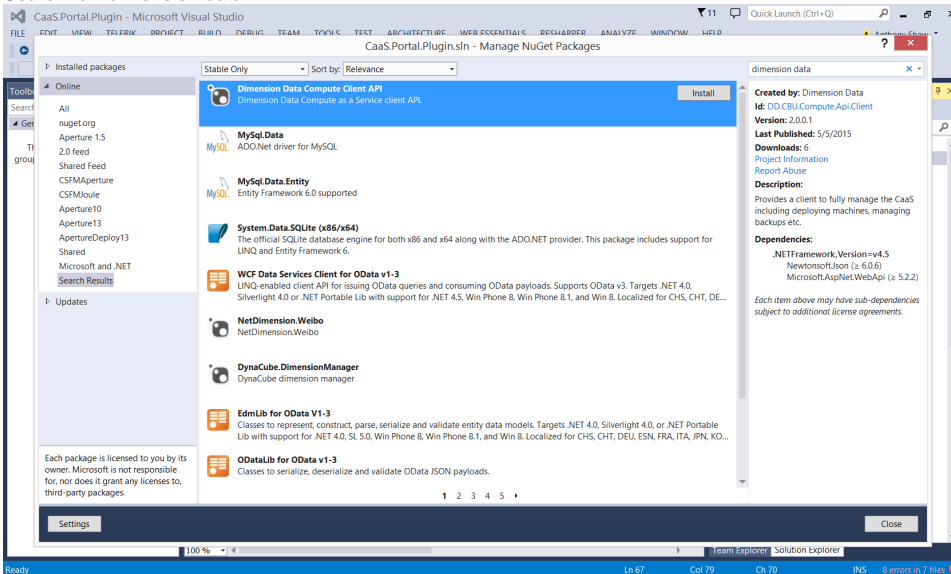 CaaS.Portal.Plugin - Microsoft Visual Studio
11
Quick Launch (Ctrl+Q)
FILE EDIT VIEW TELERIK PROJECT BUILD DEBUG TEAM TOOLS TEST ARCHITECTURE WEB ESSENTIALS RESHARPER ANALYZE WINDOW HELP
Anthony Shaw
CaaS.Portal.Plugin.sln - Manage NuGet Packages
Installed packages
Online
All
nuget.org
Aperture 1.5
2.0 feed
Shared Feed
CSFMAperture
CSFMJoule
Aperture10
Aperture13
ApertureDeploy13
Shared
Microsoft and .NET
Search Results
Updates
Each package is licensed to you by its
owner. Microsoft is not responsible
for, nor does it grant any licenses to,
third-party packages.
Stable Only
Sort by: Relevance
Dimension Data Compute Client API
Dimension Data Compute as a Service client API.
Install
MySql.Data
ADO.Net driver for MySQL
MySql.Data.Entity
Entity Framework 6.0 supported
System.Data.SQLite (x86/x64)
The official SQLite database engine for both x86 and x64 along with the ADO.NET provider. This package includes support for
LINQ and Entity Framework 6.
WCF Data Services Client for OData v1-3
LINQ-enabled client API for issuing OData queries and consuming OData payloads. Supports OData v3. Targets .NET 4.0,
Silverlight 4.0 or .NET Portable Lib with support for .NET 4.5, Win Phone 8, Win Phone 8.1, and Win 8. Localized for CHS, CHT, DE...
NetDimension.Weibo
NetDimension.Weibo
DynaCube.DimensionManager
DynaCube dimension manager
EdmLib for OData V1-3
Classes to represent, construct, parse, serialize and validate entity data models. Targets .NET 4.0, Silverlight 4.0, or .NET Portable
Lib with support for .NET 4.0, SL 5.0, Win Phone 8, Win Phone 8.1, and Win 8. Localized for CHS, CHT, DEU, ESN, FRA, ITA, JPN, KO...
ODataLib for OData v1-3
Classes to serialize, deserialize and validate OData JSON payloads.
1 2 3 4 5
dimension data
Created by: Dimension Data
Id: DD.CBU.Compute.Api.Client
Version: 2.0.0.1
Last Published: 5/5/2015
Downloads: 6
Project Information
Report Abuse
Description:
Provides a client to fully manage the CaaS
including deploying machines, managing
backups etc.
Dependencies:
.NETFramework,Version=v4.5
Newtonsoft.Json (≥ 6.0.6)
Microsoft.AspNet.WebApi (≥ 5.2.2)
Each item above may have sub-dependencies
subject to additional license agreements.
Settings
Close
100 %
Team Explorer Solution Explorer
Ready
Ln 67 Col 79 Ch 70 INS 8 errors in 7 files